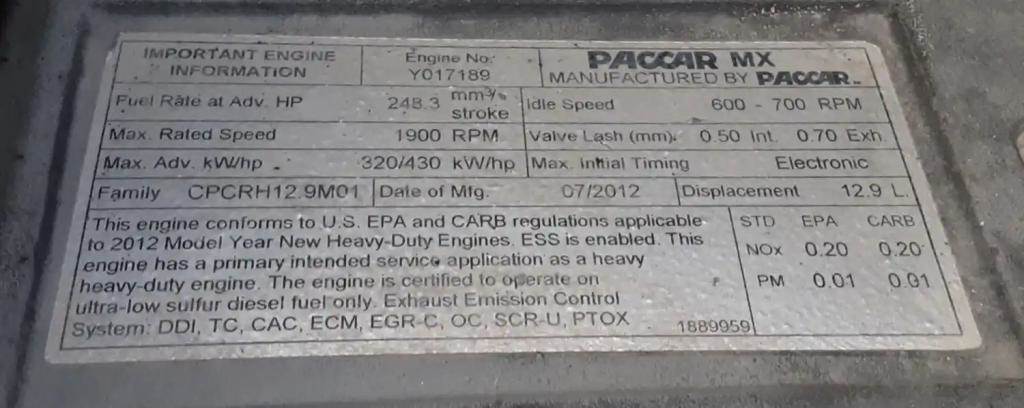 IMPORTANT ENGINE INFORMATION
Engine No: Y017189
PACCAR MX
MANUFACTURED BY PACCAR
Fuel Rate at Adv. HP 248.3 mm³/stroke Idle Speed 600 - 700 RPM
Max. Rated Speed 1900 RPM Valve Lash (mm). 0.50 Int. 0.70 Exh.
Max. Adv. kW/hp 320/430 kW/hp Max. Initial Timing Electronic
Family CPCRH12.9M01 Date of Mfg. 07/2012 Displacement 12.9 L.
This engine conforms to U.S. EPA and CARB regulations applicable
to 2012 Model Year New Heavy-Duty Engines. ESS is enabled. This
engine has a primary intended service application as a heavy
heavy-duty engine. The engine is certified to operate on
ultra-low sulfur diesel fuel only. Exhaust Emission Control
System: DDI, TC, CAC, ECM, EGR-C, OC, SCR-U, PTOX
1889959
STD EPA CARB
NOx 0.20 0.20
PM 0.01 0.01